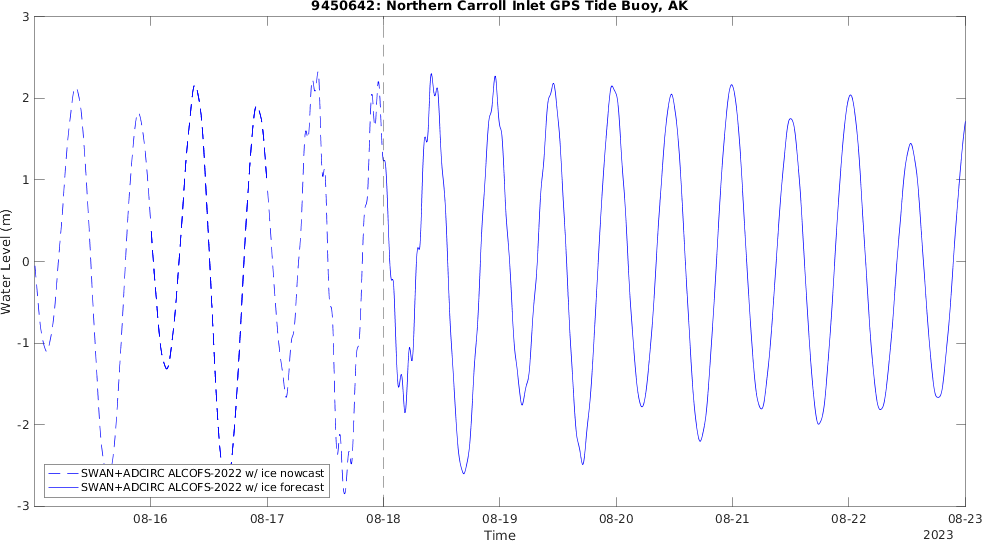 9450642: Northern Carroll Inlet GPS Tide Buoy, AK
3
2
1
0
-1
-2
-3
Water Level (m)
SWAN+ADCIRC ALCOFS-2022 w/ ice nowcast
SWAN+ADCIRC ALCOFS-2022 w/ ice forecast
08-16 08-17 08-18 08-19 08-20 08-21 08-22 08-23
Time
2023